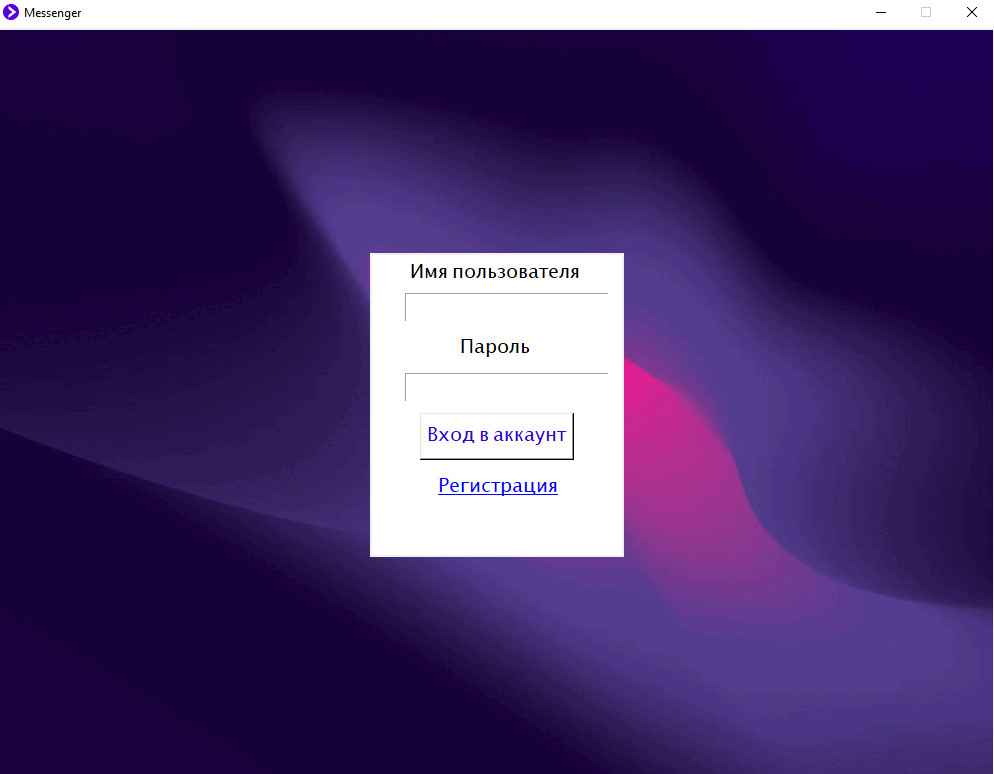 Messenger
Имя пользователя
Пароль
Вход в аккаунт
Регистрация